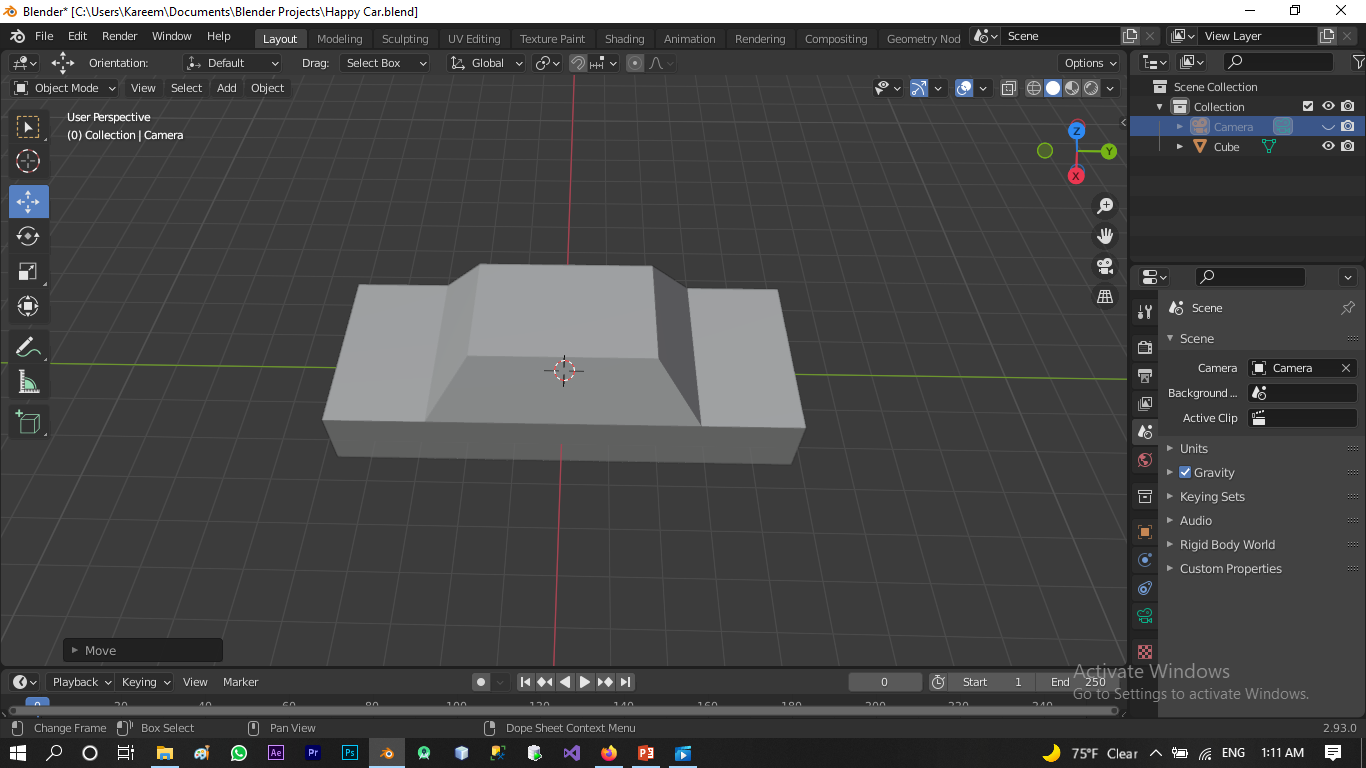 Blender* [C:\Users\Kareem\Documents\Blender Projects\Happy Car.blend]
File Edit Render Window Help Layout Modeling Sculpting UV Editing Texture Paint Shading Animation Rendering Compositing Geometry Nod Scene View Layer
Orientation: Default Drag: Select Box Global Options
Object Mode View Select Add Object
User Perspective
(0) Collection | Camera
Z
Y
X
Scene Collection
Collection
Camera
Cube
Scene
Scene
Camera Camera
Background ...
Active Clip
Units
Gravity
Keying Sets
Audio
Rigid Body World
Custom Properties
Move
Activate Windows
Go to Settings to activate Windows.
Playback Keying View Marker 0 Start 1 End 250
0 20 40 60 80 100 120 140 160 180 200 220 240
Change Frame Box Select Pan View Dope Sheet Context Menu 2.93.0
Ae Pr Ps 75°F Clear ENG 1:11 AM